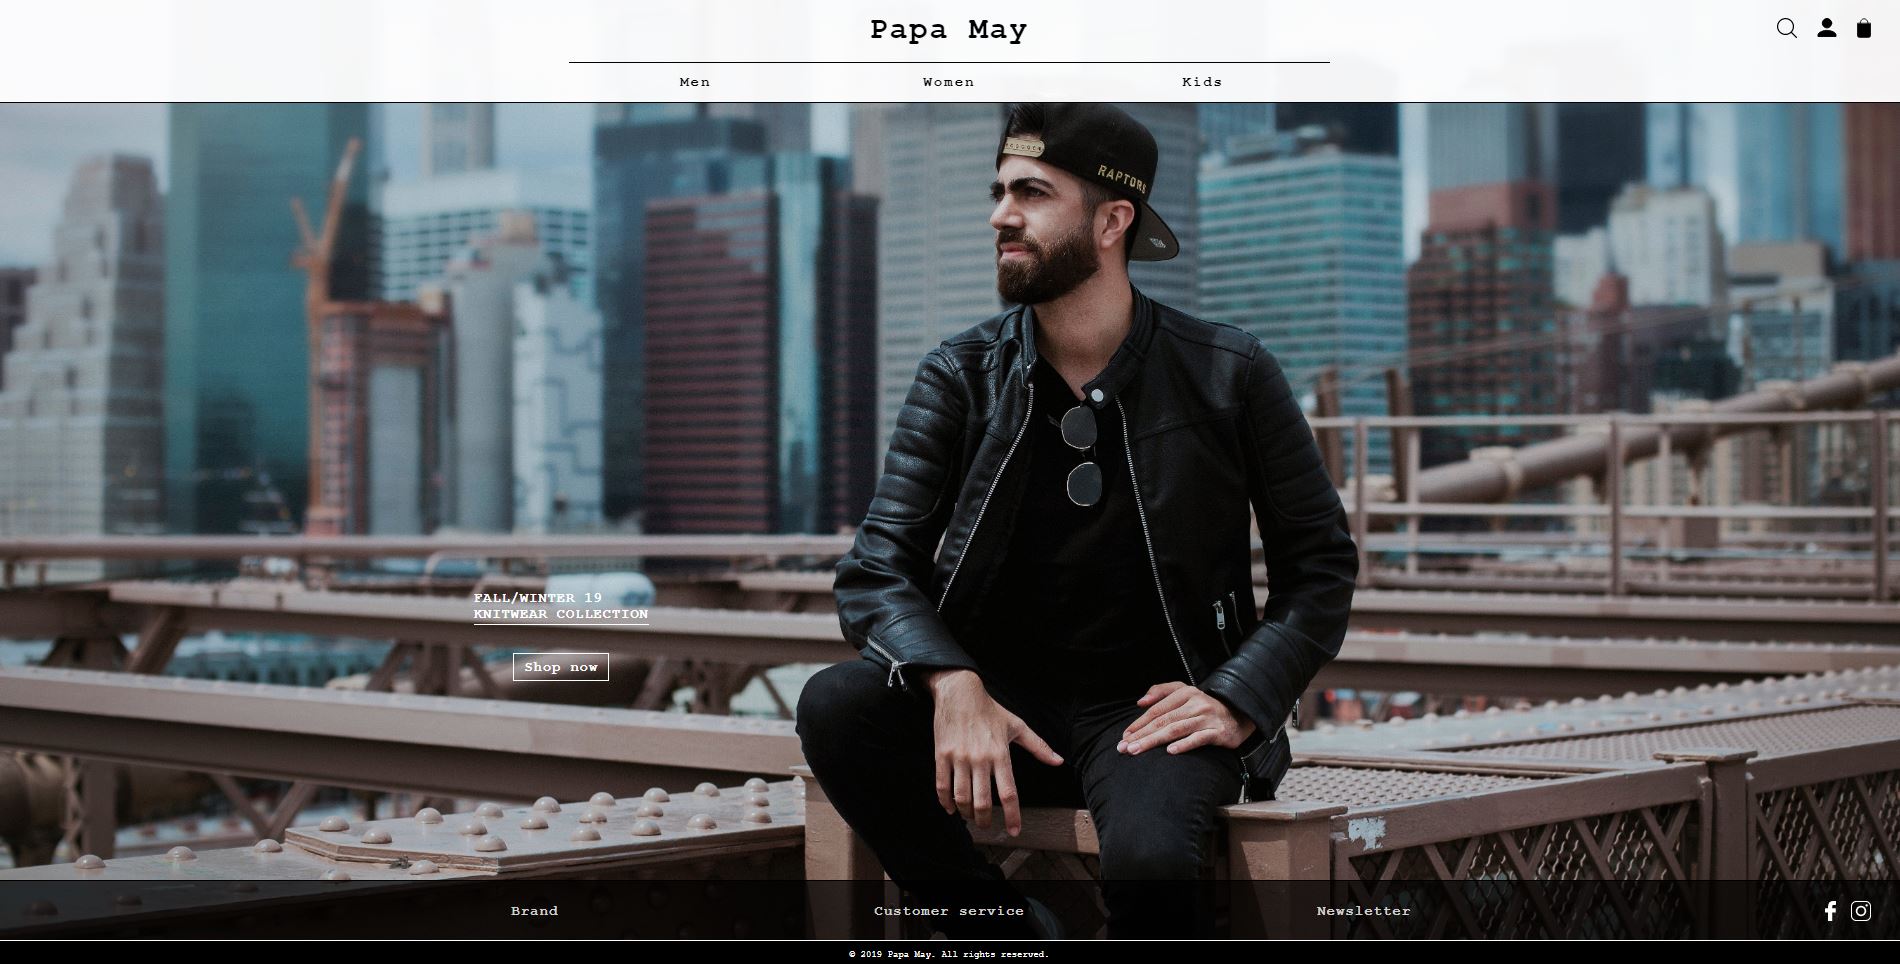 Papa May
Men Women Kids
RAPTORS
FALL/WINTER 19
KNITWEAR COLLECTION
Shop now
Brand Customer service Newsletter
© 2019 Papa May. All rights reserved.